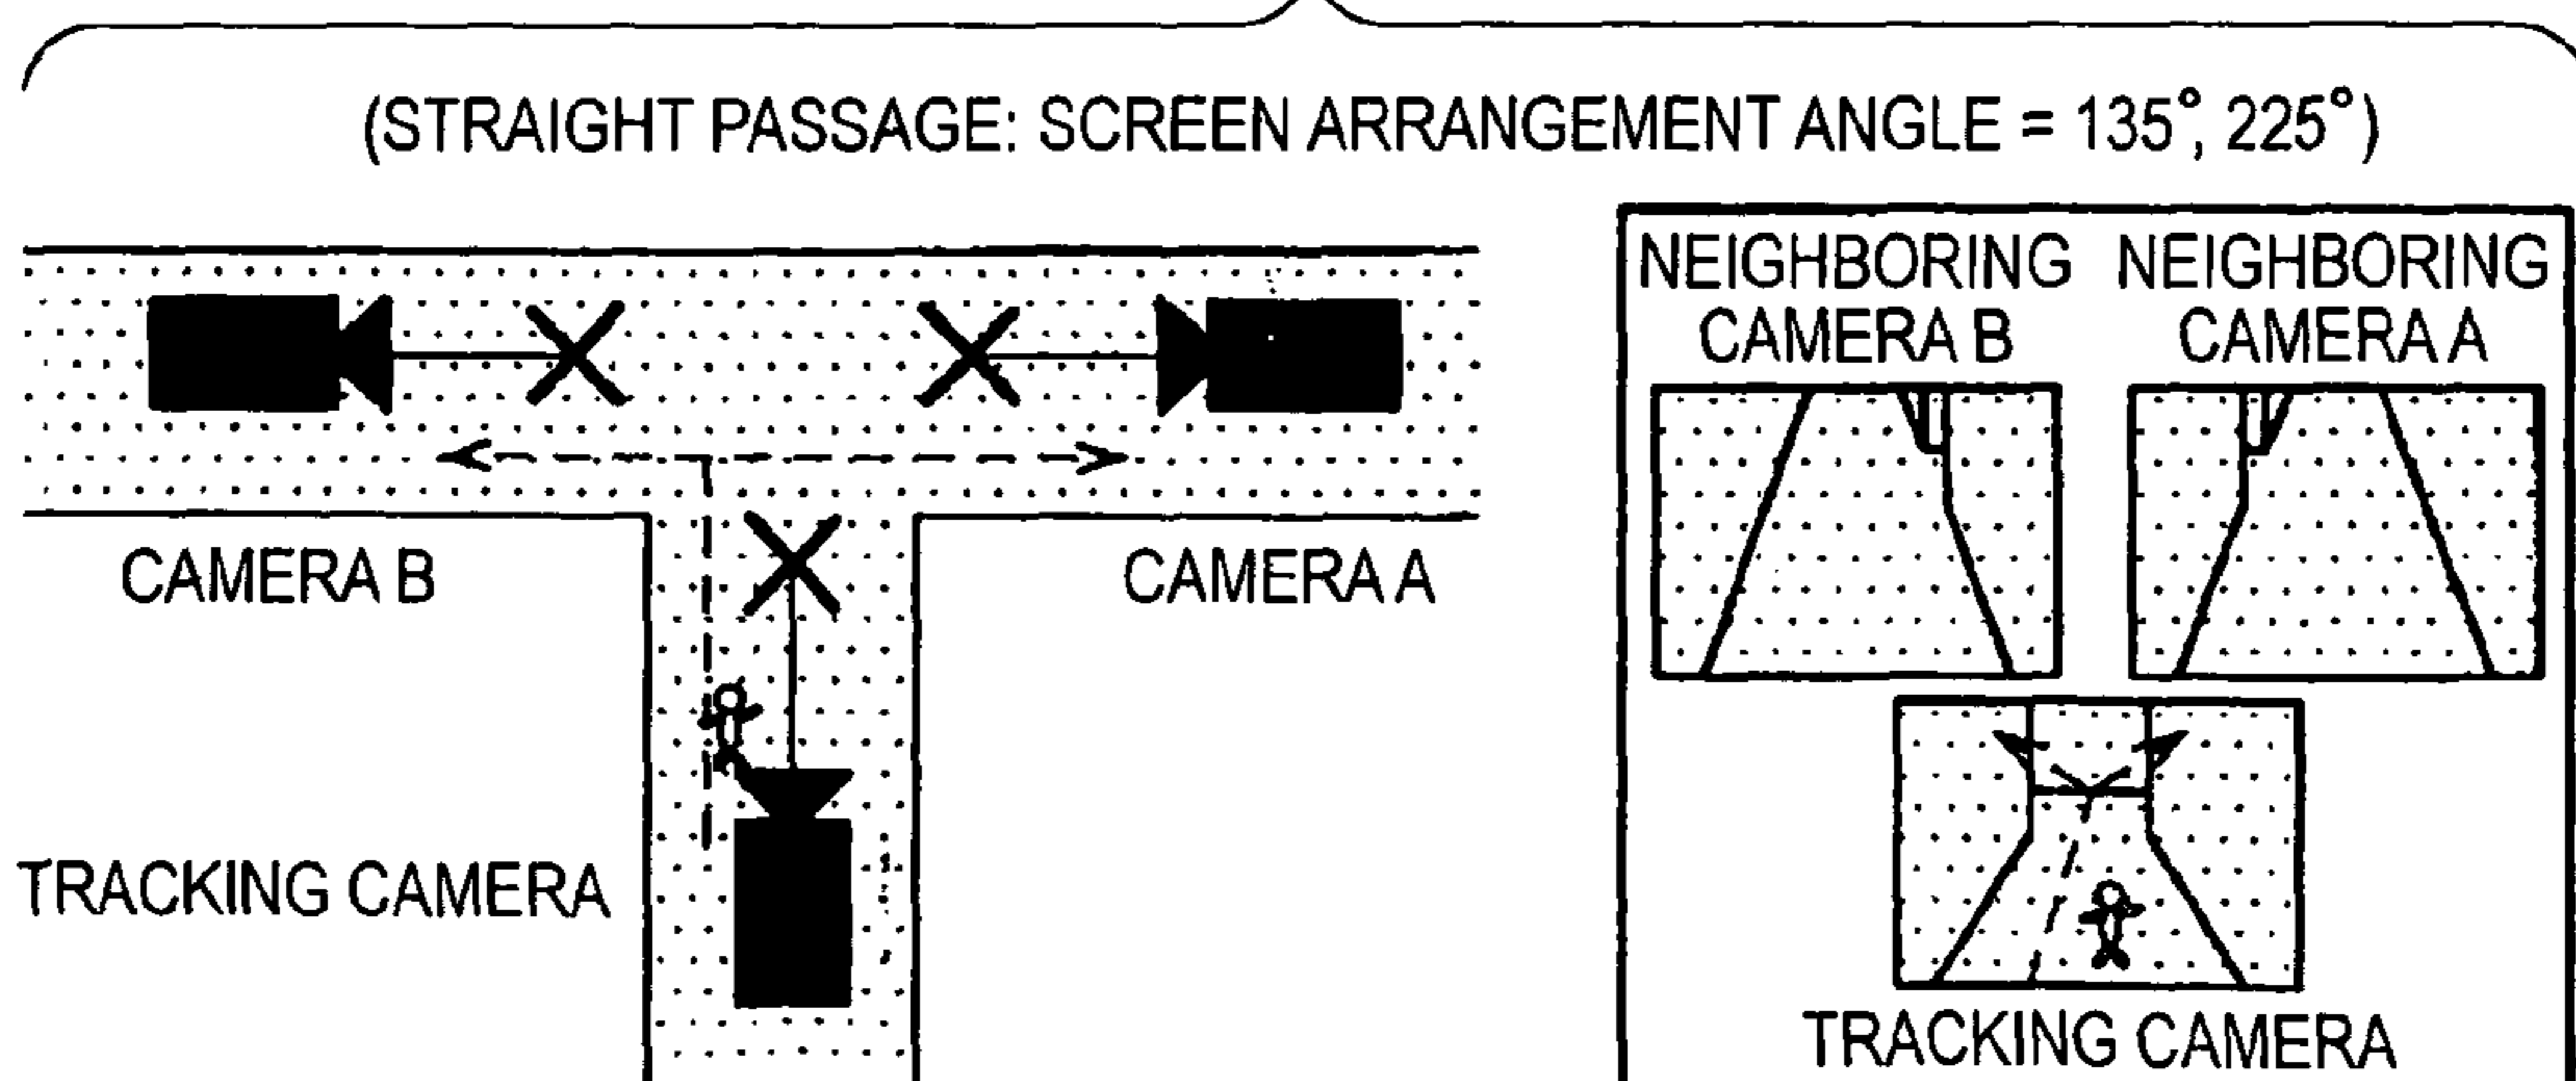 (STRAIGHT PASSAGE: SCREEN ARRANGEMENT ANGLE = 135°, 225°)
CAMERA B
CAMERA A
TRACKING CAMERA
NEIGHBORING
CAMERA B
NEIGHBORING
CAMERA A
TRACKING CAMERA